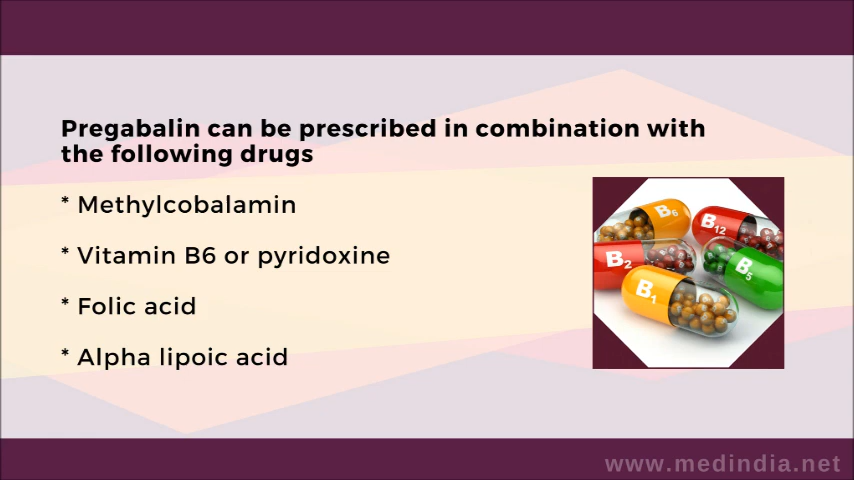 Pregabalin can be prescribed in combination with
the following drugs
* Methylcobalamin
* Vitamin B6 or pyridoxine
* Folic acid
* Alpha lipoic acid
B6
B12
B2
B5
B1
www.medindia.net